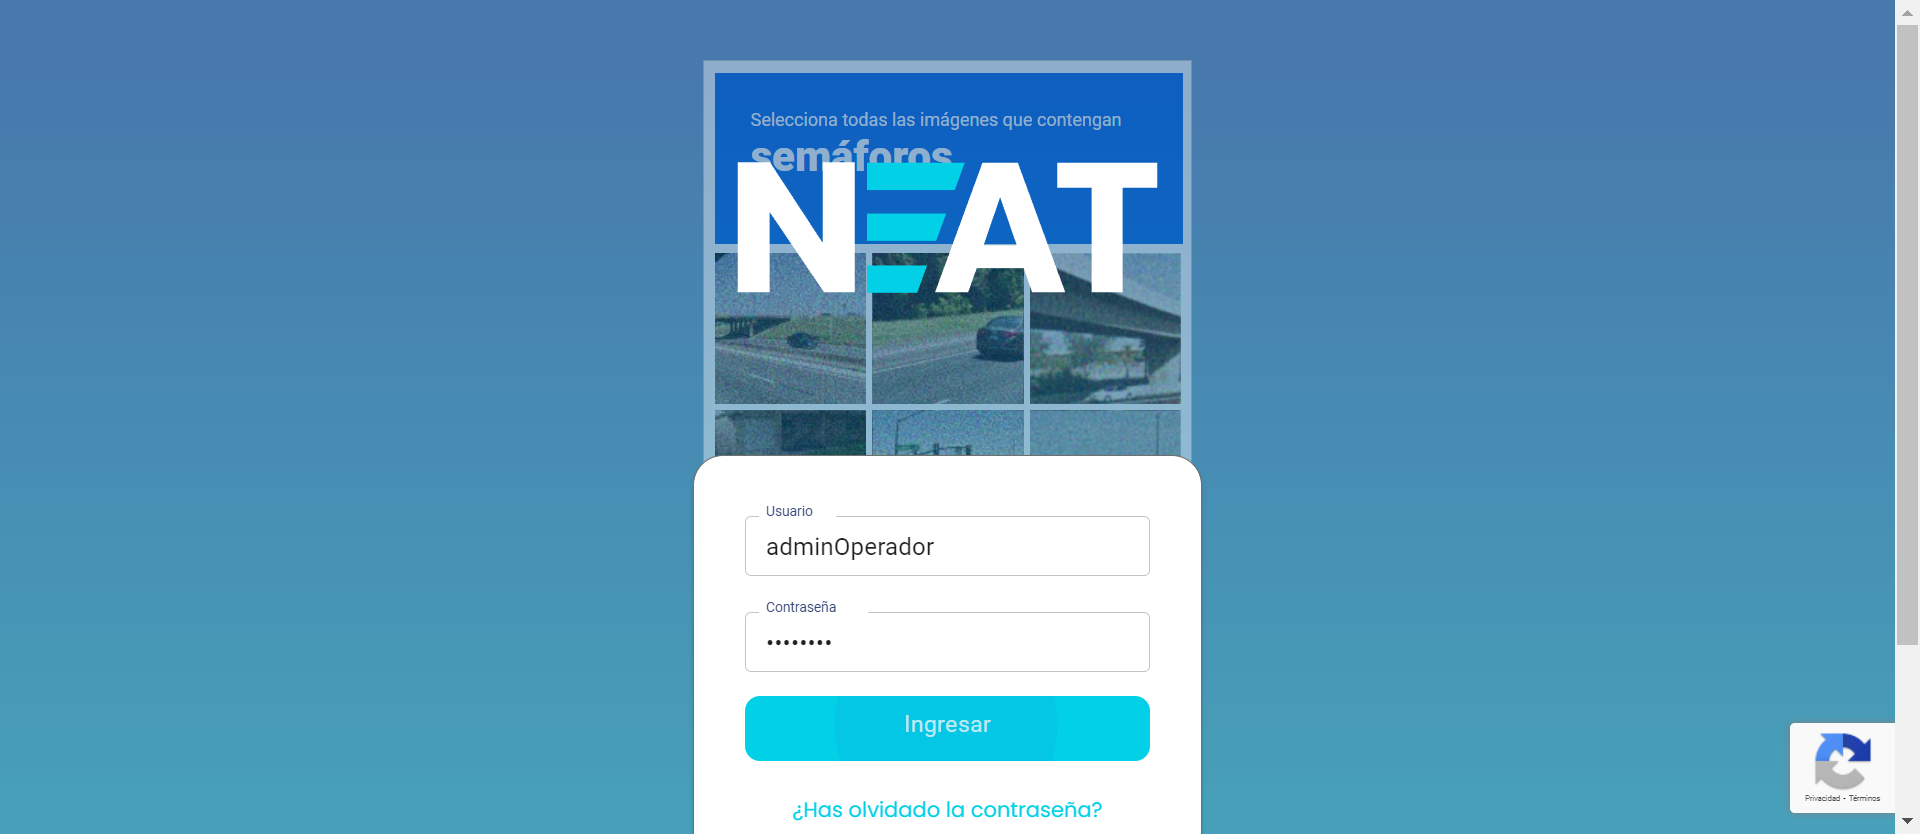 Selecciona todas las imágenes que contengan
semáforos
NEAT
Usuario
adminOperador
Contraseña
••••••••
Ingresar
¿Has olvidado la contraseña?
Privacidad - Términos